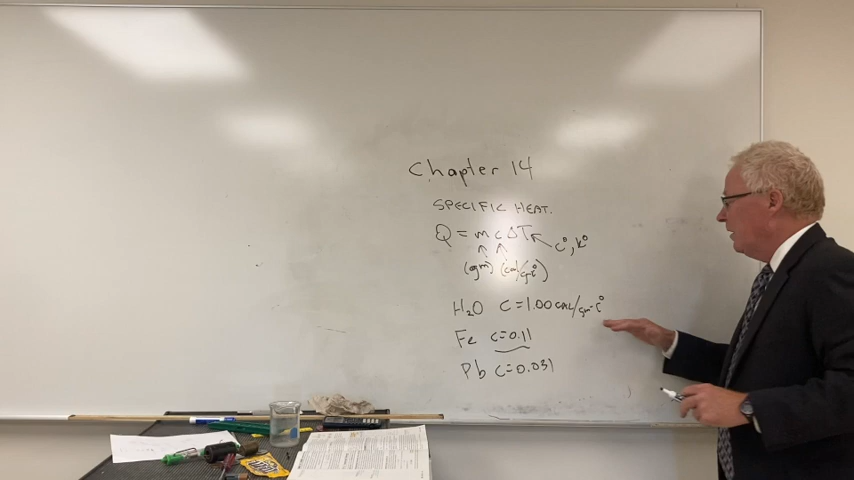 Chapter 14
SPECIFIC HEAT.
Q = mcΔT C°, K°
(gm) (cal/gm-C°)
H₂O C=1.00 CAL/gm-C°
Fe C=0.11
Pb C=0.031